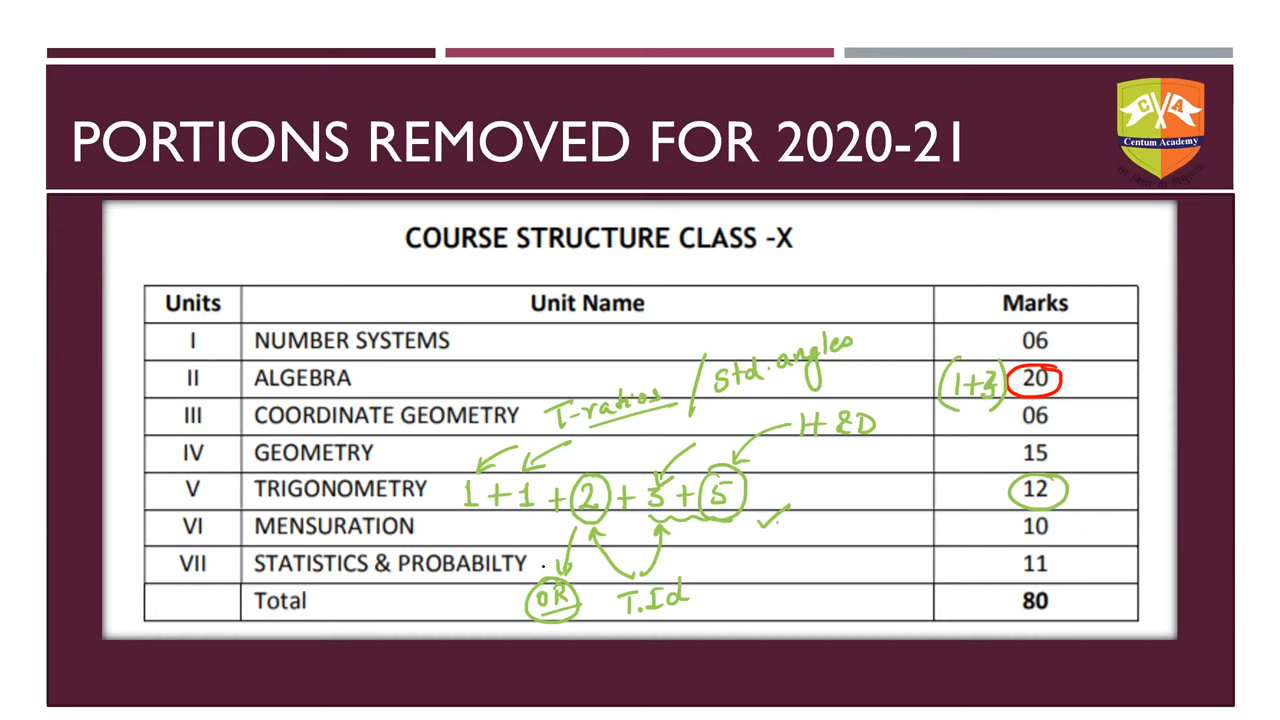 PORTIONS REMOVED FOR 2020-21
C A
Centum Academy
COURSE STRUCTURE CLASS -X
Units Unit Name Marks
I NUMBER SYSTEMS 06
II ALGEBRA 20
III COORDINATE GEOMETRY 06
IV GEOMETRY 15
V TRIGONOMETRY 1 + 1 + 2 + 3 + 5 12
VI MENSURATION 10
VII STATISTICS & PROBABILTY 11
Total 80
T-ratios / Std. angles
H & D
OR
T.Id